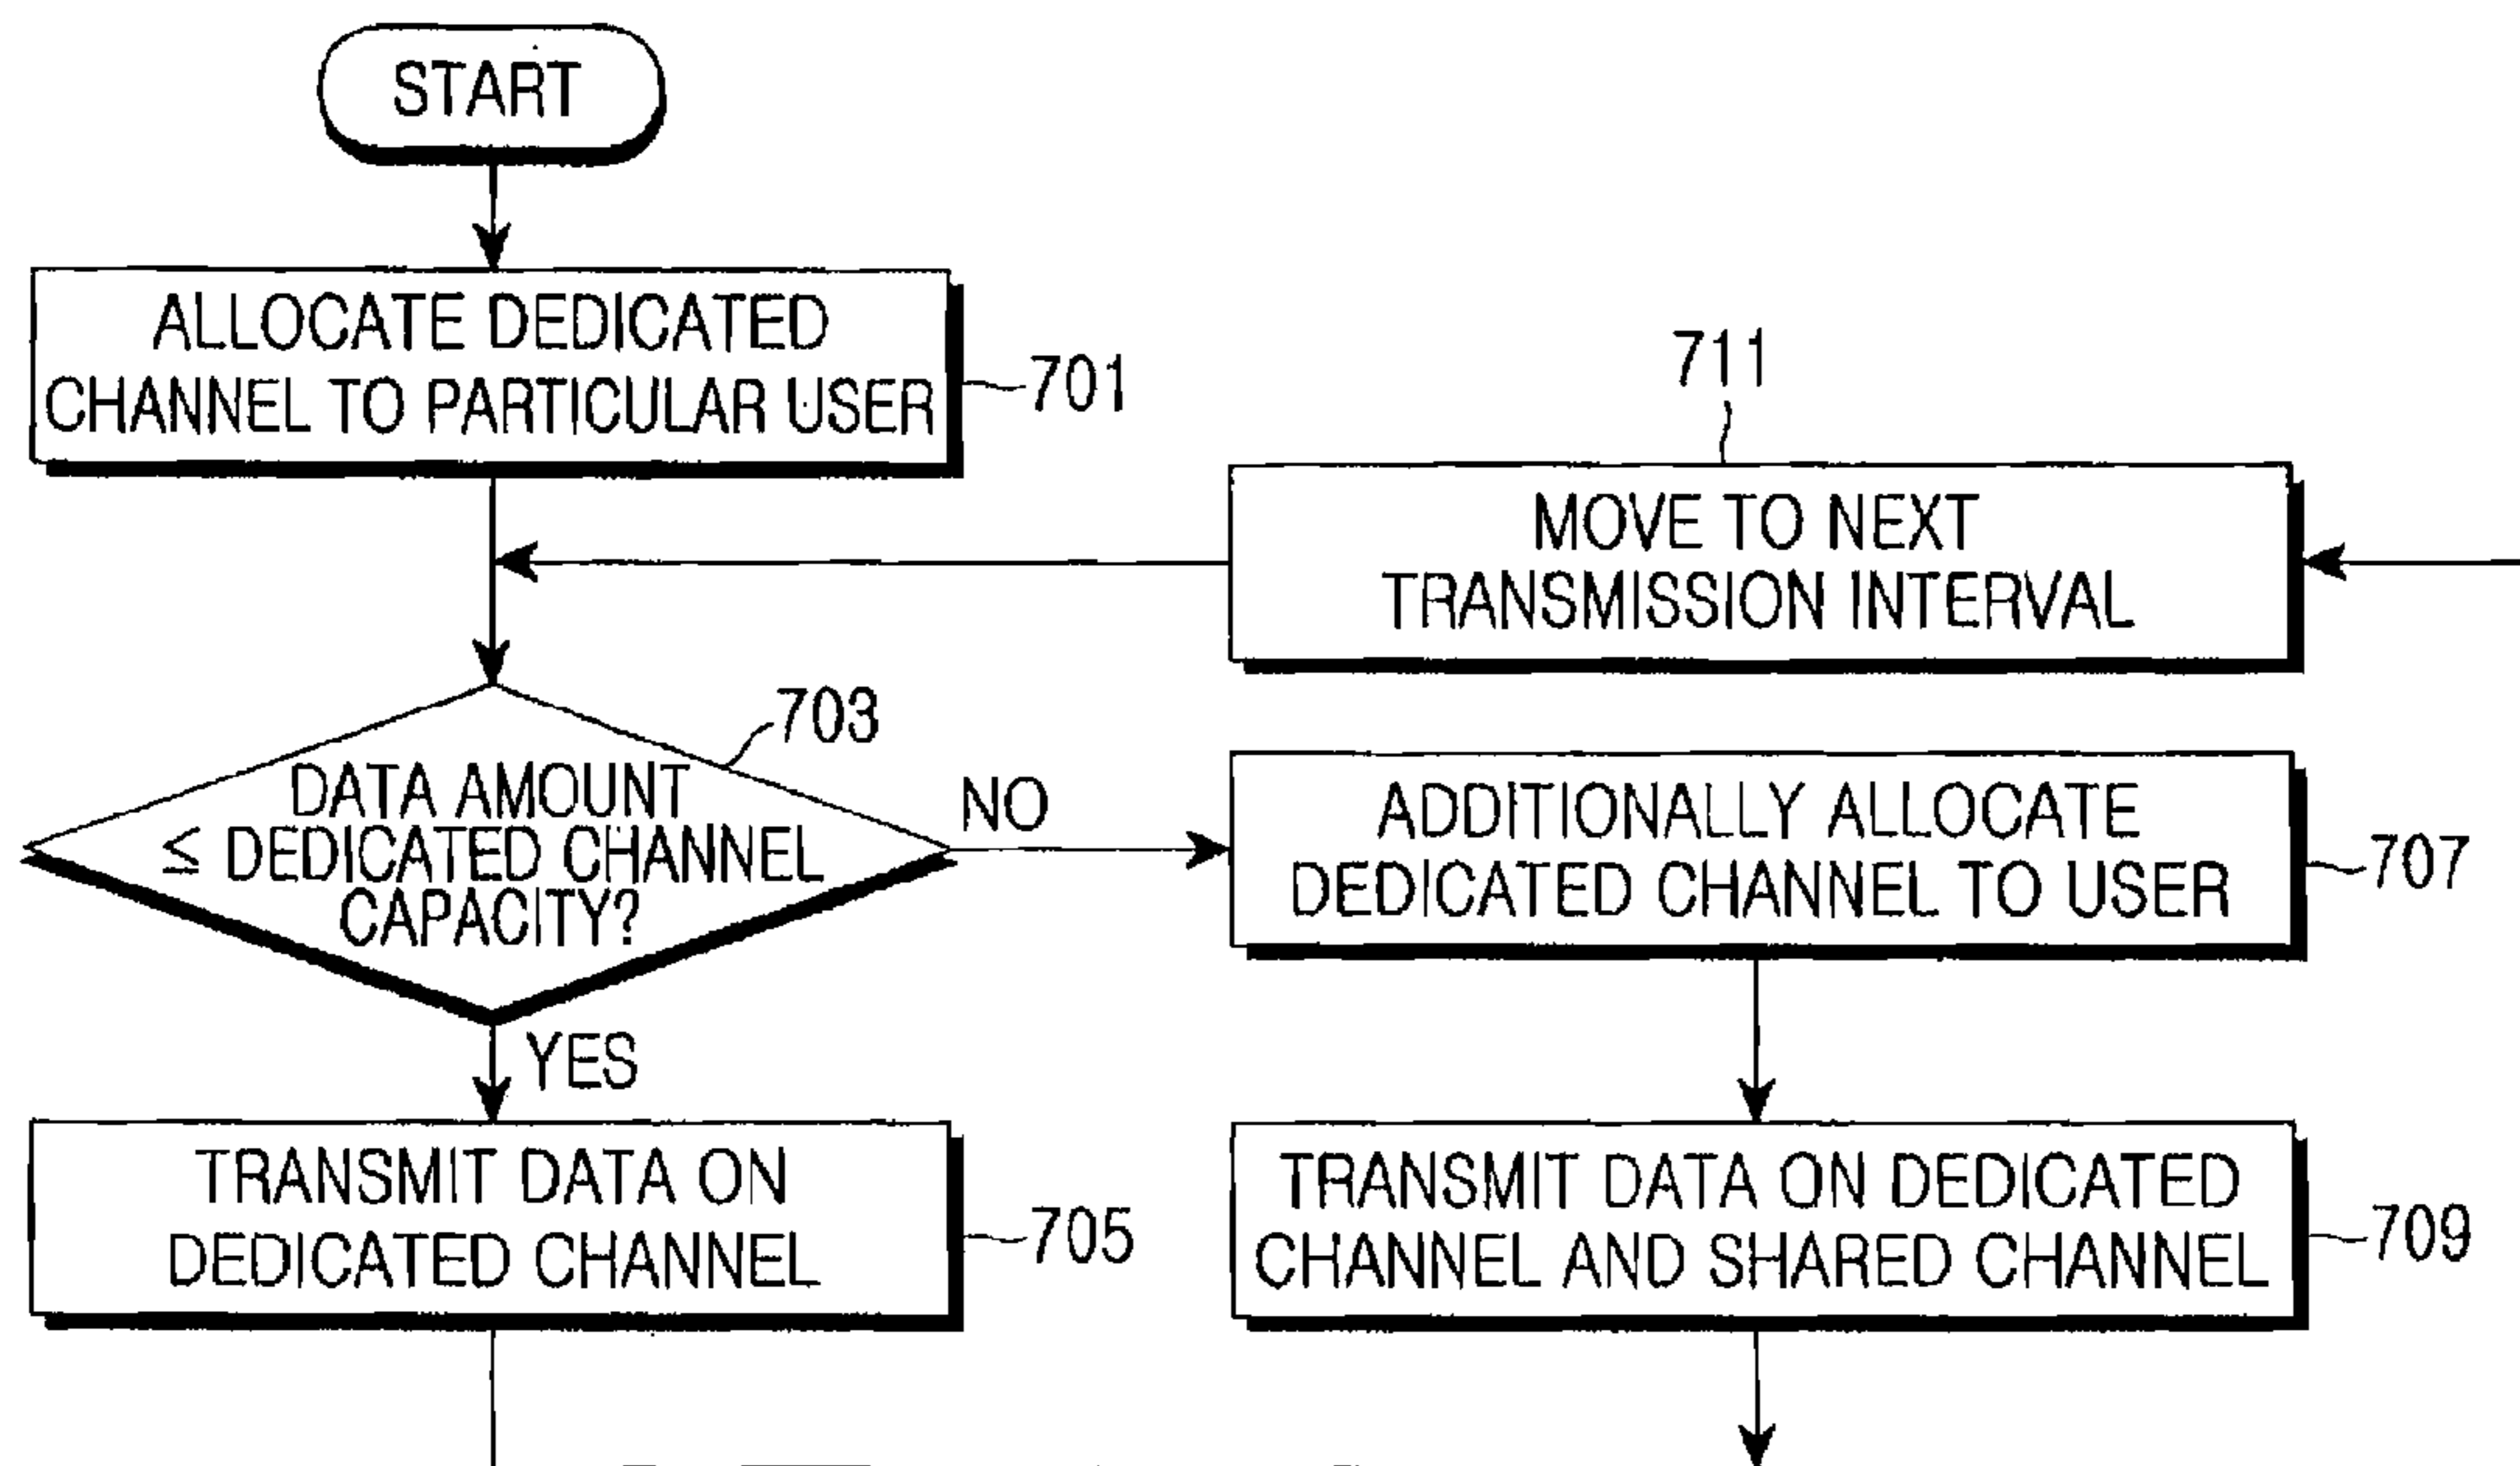 START
ALLOCATE DEDICATED
CHANNEL TO PARTICULAR USER
701
711
MOVE TO NEXT
TRANSMISSION INTERVAL
703
DATA AMOUNT
≤ DEDICATED CHANNEL
CAPACITY?
NO
ADDITIONALLY ALLOCATE
DEDICATED CHANNEL TO USER
707
YES
TRANSMIT DATA ON
DEDICATED CHANNEL
705
TRANSMIT DATA ON DEDICATED
CHANNEL AND SHARED CHANNEL
709